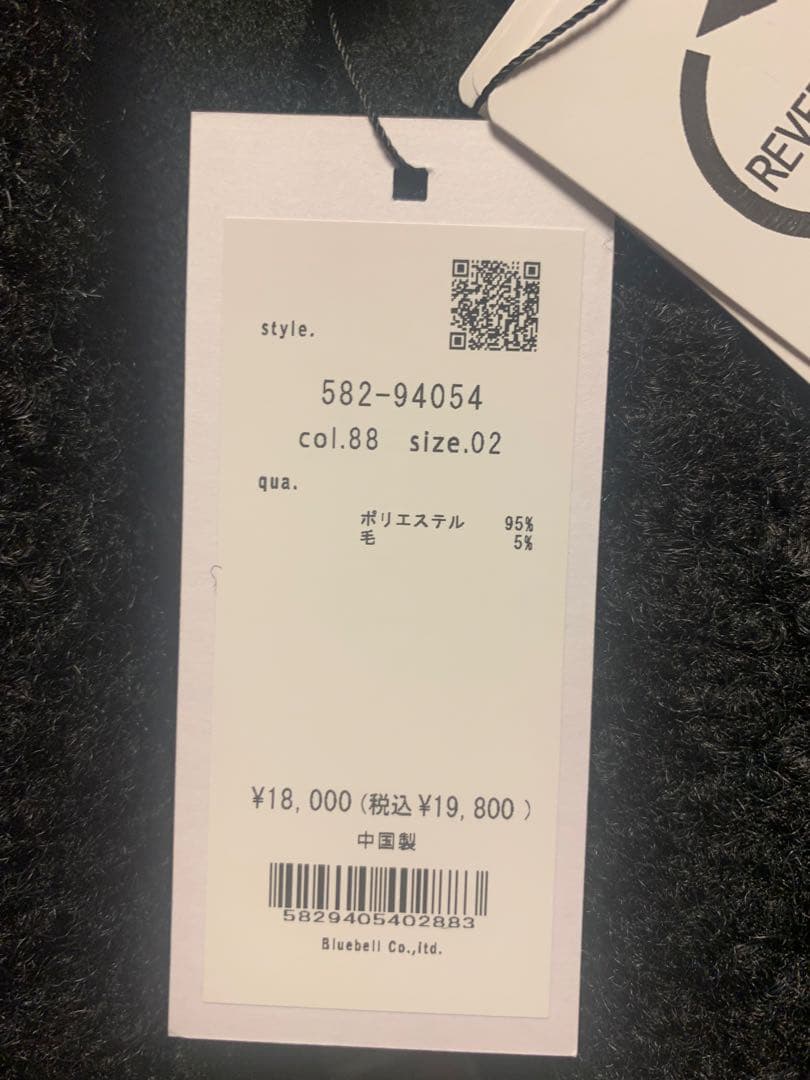 style.
582-94054
col.88 size.02
qua.
ポリエステル 95%
毛 5%
¥18,000(税込¥19,800)
中国製
5829405402883
Bluebell Co.,ltd.